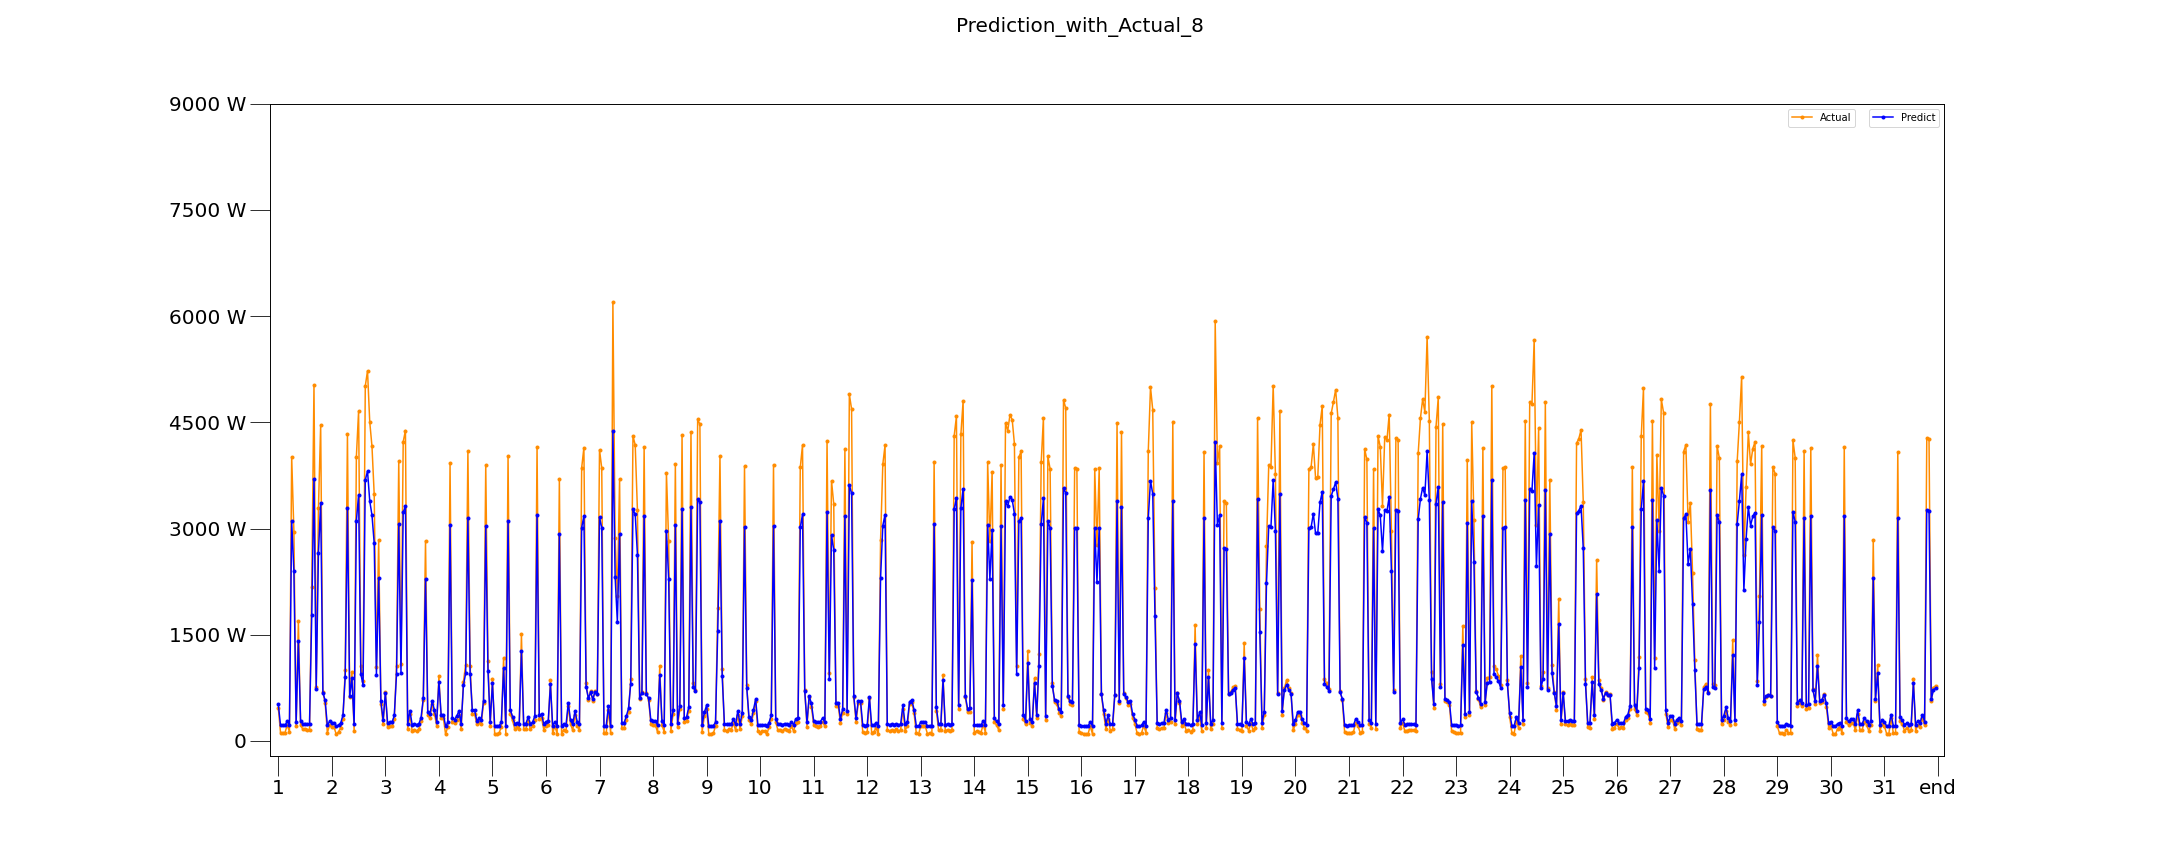 Prediction_with_Actual_8
Actual Predict
9000 W
7500 W
6000 W
4500 W
3000 W
1500 W
0
1 2 3 4 5 6 7 8 9 10 11 12 13 14 15 16 17 18 19 20 21 22 23 24 25 26 27 28 29 30 31 end